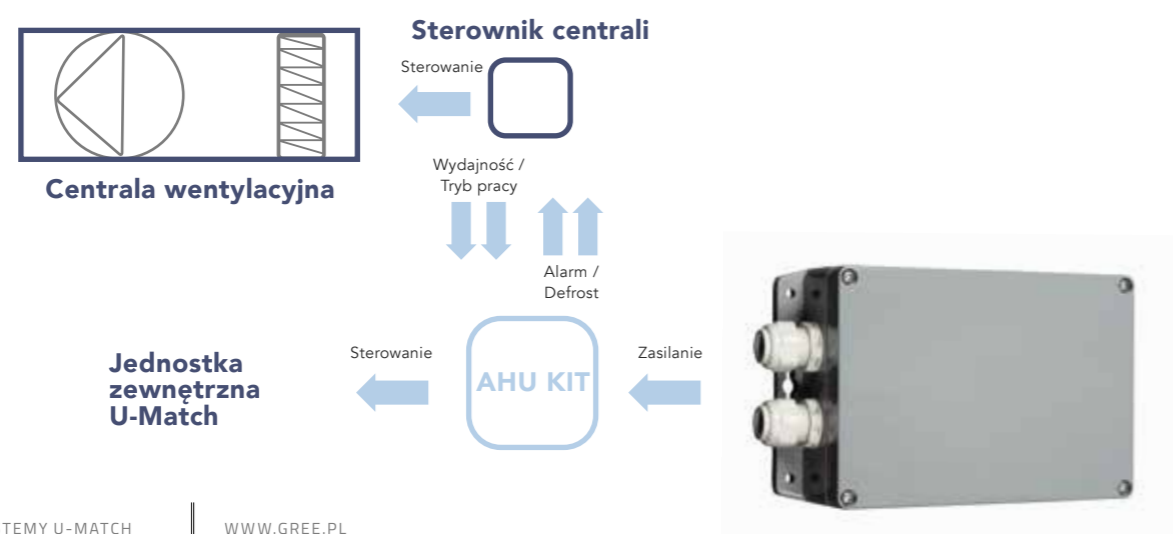 Sterownik centrali
Sterowanie
Centrala wentylacyjna
Wydajność /
Tryb pracy
Alarm /
Defrost
Jednostka
zewnętrzna
U-Match
Sterowanie
AHU KIT
Zasilanie
TEMY U-MATCH
WWW.GREE.PL